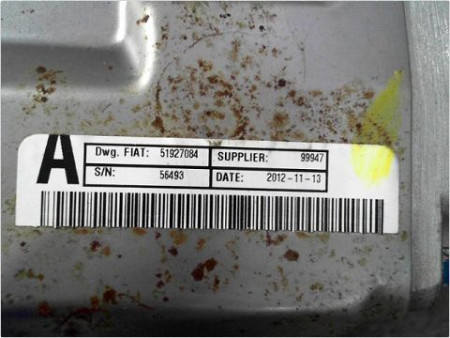 A
Dwg. FIAT: 51927084 SUPPLIER: 99947
S/N: 56493 DATE: 2012-11-13